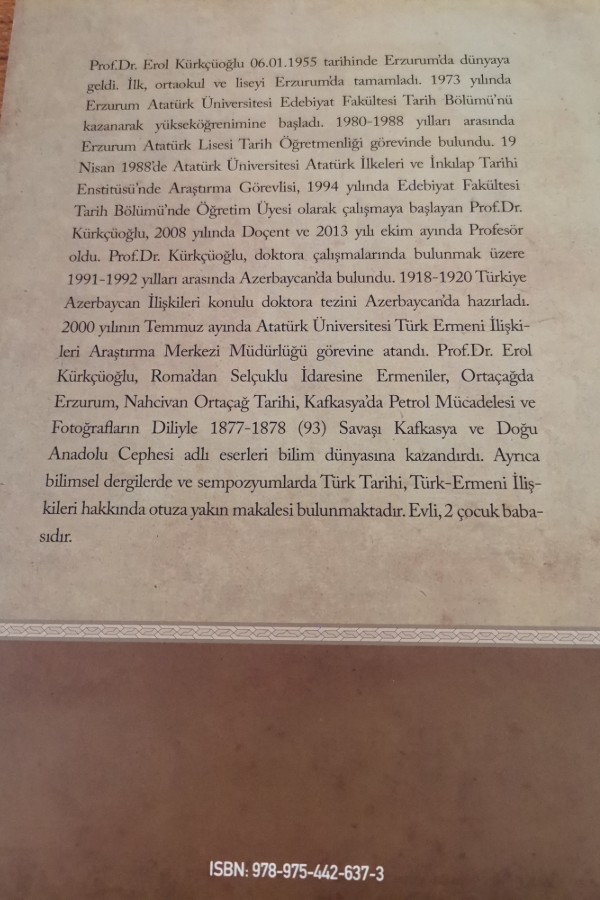 Prof.Dr. Erol Kürkçüoğlu 06.01.1955 tarihinde Erzurum'da dünyaya
geldi. İlk, ortaokul ve liseyi Erzurum'da tamamladı. 1973 yılında
Erzurum Atatürk Üniversitesi Edebiyat Fakültesi Tarih Bölümü'nü
kazanarak yükseköğrenimine başladı. 1980-1988 yılları arasında
Erzurum Atatürk Lisesi Tarih Öğretmenliği görevinde bulundu. 19
Nisan 1988'de Atatürk Üniversitesi Atatürk İlkeleri ve İnkılap Tarihi
Enstitüsü'nde Araştırma Görevlisi, 1994 yılında Edebiyat Fakültesi
Tarih Bölümü'nde Öğretim Üyesi olarak çalışmaya başlayan Prof.Dr.
Kürkçüoğlu, 2008 yılında Doçent ve 2013 yılı ekim ayında Profesör
oldu. Prof.Dr. Kürkçüoğlu, doktora çalışmalarında bulunmak üzere
1991-1992 yılları arasında Azerbaycan'da bulundu. 1918-1920 Türkiye
Azerbaycan İlişkileri konulu doktora tezini Azerbaycan'da hazırladı.
2000 yılının Temmuz ayında Atatürk Üniversitesi Türk Ermeni İlişki-
leri Araştırma Merkezi Müdürlüğü görevine atandı. Prof.Dr. Erol
Kürkçüoğlu, Roma'dan Selçuklu İdaresine Ermeniler, Ortaçağda
Erzurum, Nahcivan Ortaçağ Tarihi, Kafkasya'da Petrol Mücadelesi ve
Fotoğrafların Diliyle 1877-1878 (93) Savaşı Kafkasya ve Doğu
Anadolu Cephesi adlı eserleri bilim dünyasına kazandırdı. Ayrıca
bilimsel dergilerde ve sempozyumlarda Türk Tarihi, Türk-Ermeni İliş-
kileri hakkında otuza yakın makalesi bulunmaktadır. Evli, 2 çocuk baba-
sıdır.
ISBN: 978-975-442-637-3